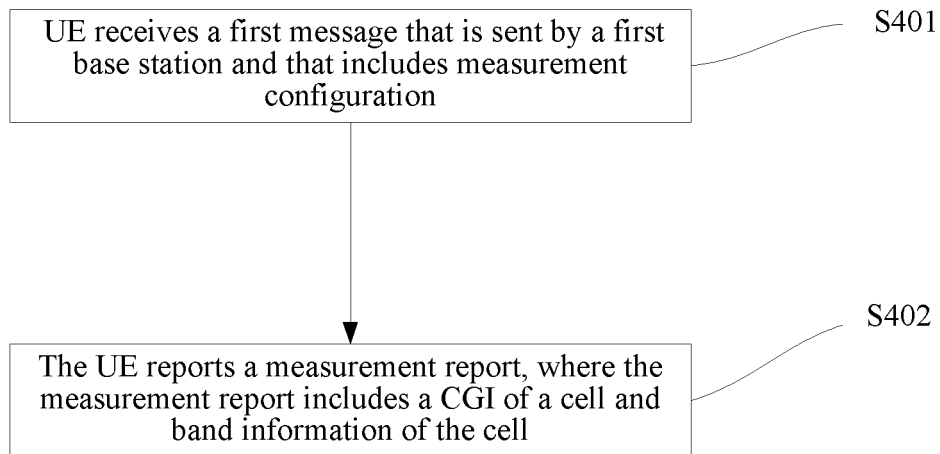 UE receives a first message that is sent by a first
base station and that includes measurement
configuration
S401
The UE reports a measurement report, where the
measurement report includes a CGI of a cell and
band information of the cell
S402